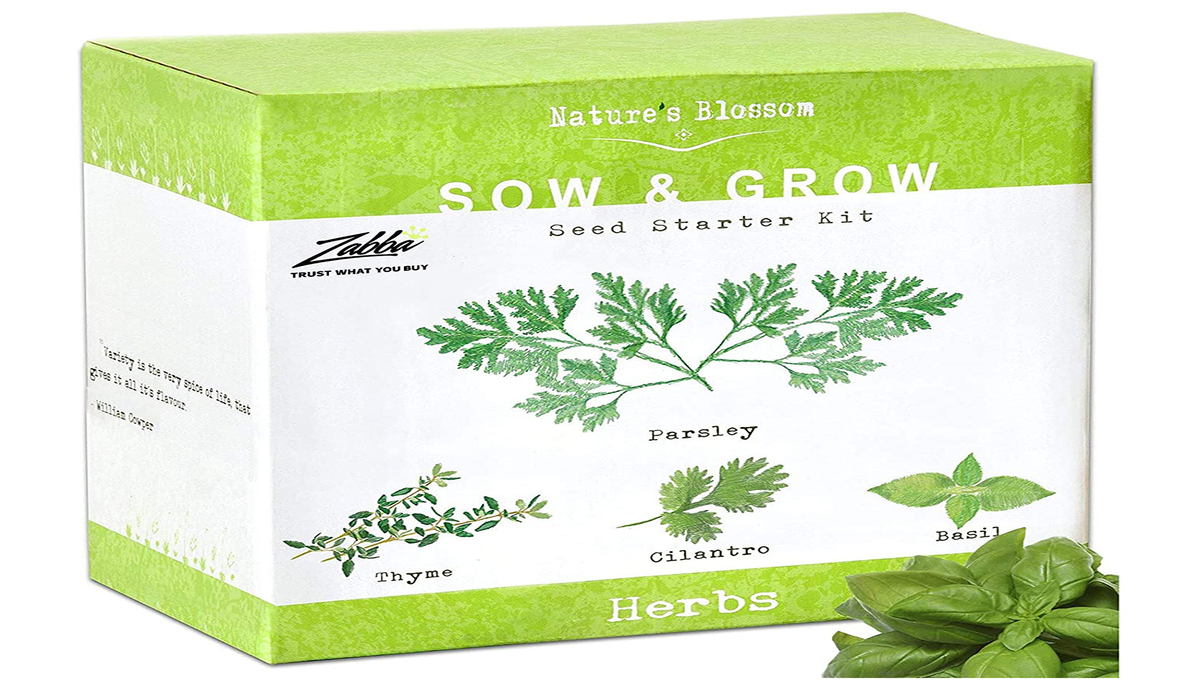 Nature's Blossom
SOW & GROW
Seed Starter Kit
Zabba
TRUST WHAT YOU BUY
Parsley
Thyme
Cilantro
Basil
Herbs
"Variety is the very spice of life, that
gives it all it's flavour.
- William Cowper